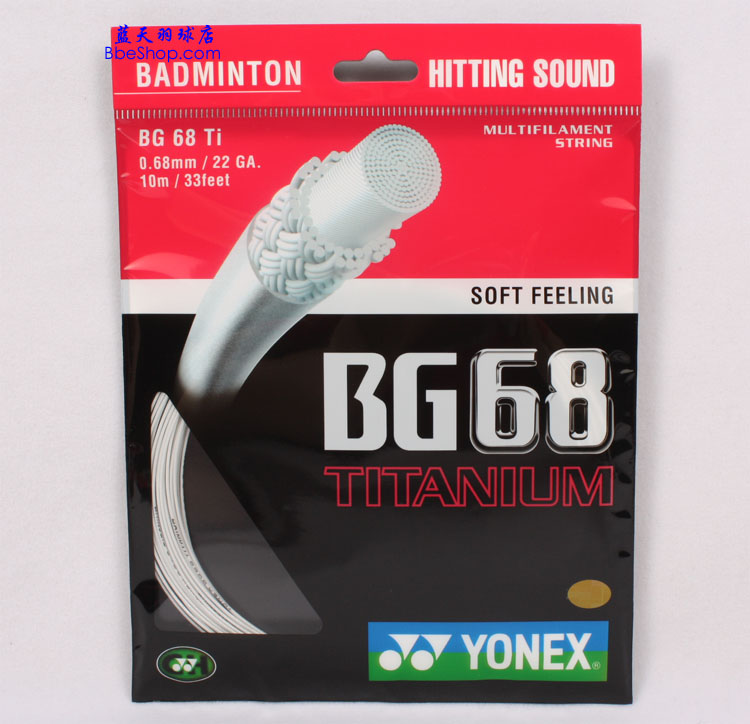 蓝天羽球店
BbeShop.com
BADMINTON
HITTING SOUND
BG 68 Ti
0.68mm / 22 GA.
10m / 33feet
MULTIFILAMENT
STRING
SOFT FEELING
BG68
TITANIUM
YONEX®